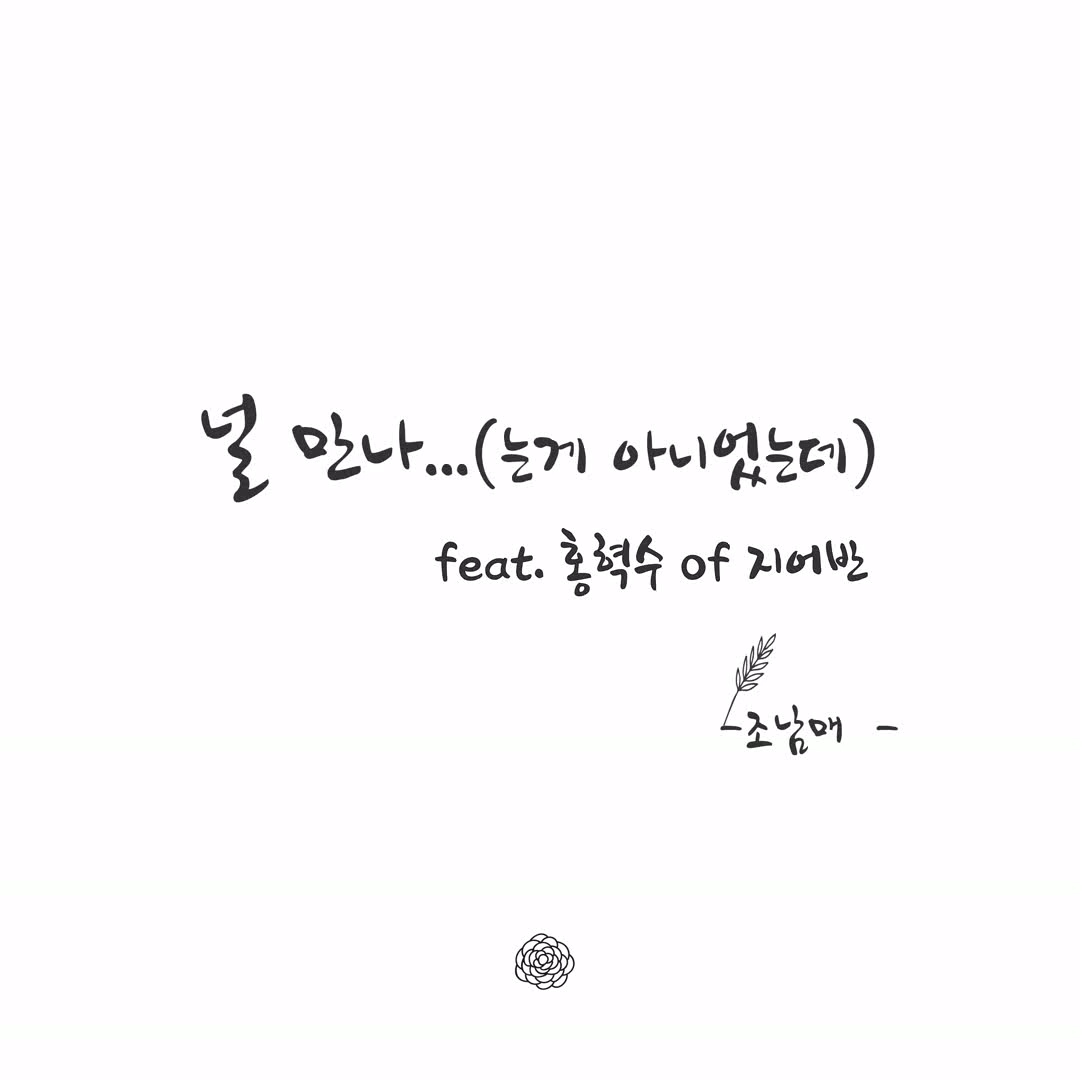 널 만나...(는게 아니었는데)
feat. 홍혁수 of 지어반
-조남매 -